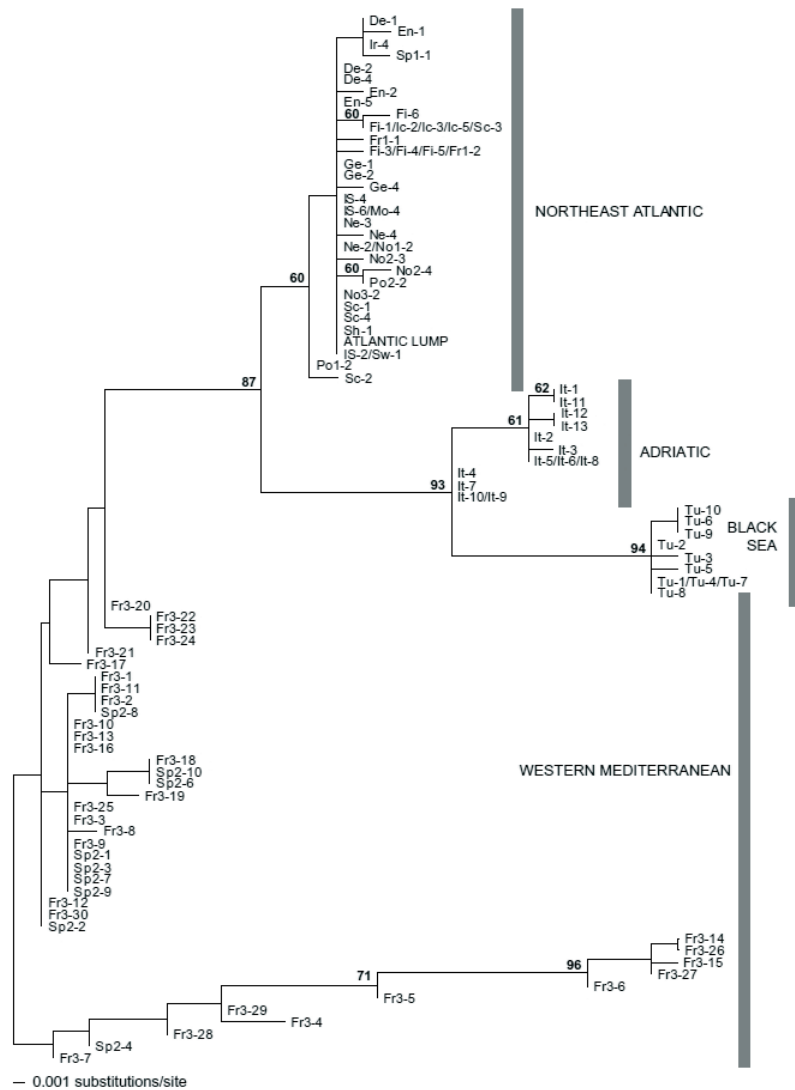 De-1
En-1
Ir-4
Sp1-1
De-2
De-4
En-2
En-5
60
Fi-6
Fi-1/Ic-2/Ic-3/Ic-5/Sc-3
Fr1-1
Fi-3/Fi-4/Fi-5/Fr1-2
Ge-1
Ge-2
Ge-4
IS-4
IS-6/Mo-4
NORTHEAST ATLANTIC
Ne-3
Ne-4
Ne-2/No1-2
No2-3
60
No2-4
60
Po2-2
No3-2
Sc-1
Sc-4
Sh-1
ATLANTIC LUMP
IS-2/Sw-1
Po1-2
Sc-2
87
62
It-1
It-11
It-12
61
It-13
It-2
It-3
ADRIATIC
It-5/It-6/It-8
It-4
93
It-7
It-10/It-9
Tu-10
Tu-6
Tu-9
BLACK
SEA
94
Tu-2
Tu-3
Tu-5
Tu-1/Tu-4/Tu-7
Tu-8
Fr3-20
Fr3-22
Fr3-23
Fr3-24
Fr3-21
Fr3-17
Fr3-1
Fr3-11
Fr3-2
Sp2-8
Fr3-10
Fr3-13
Fr3-16
Fr3-18
Sp2-10
WESTERN MEDITERRANEAN
Sp2-6
Fr3-19
Fr3-25
Fr3-3
Fr3-8
Fr3-9
Sp2-1
Sp2-3
Sp2-7
Sp2-9
Fr3-12
Fr3-30
Sp2-2
Fr3-14
Fr3-26
Fr3-15
96
71
Fr3-27
Fr3-6
Fr3-5
Fr3-29
Fr3-4
Fr3-28
Sp2-4
Fr3-7
0.001 substitutions/site